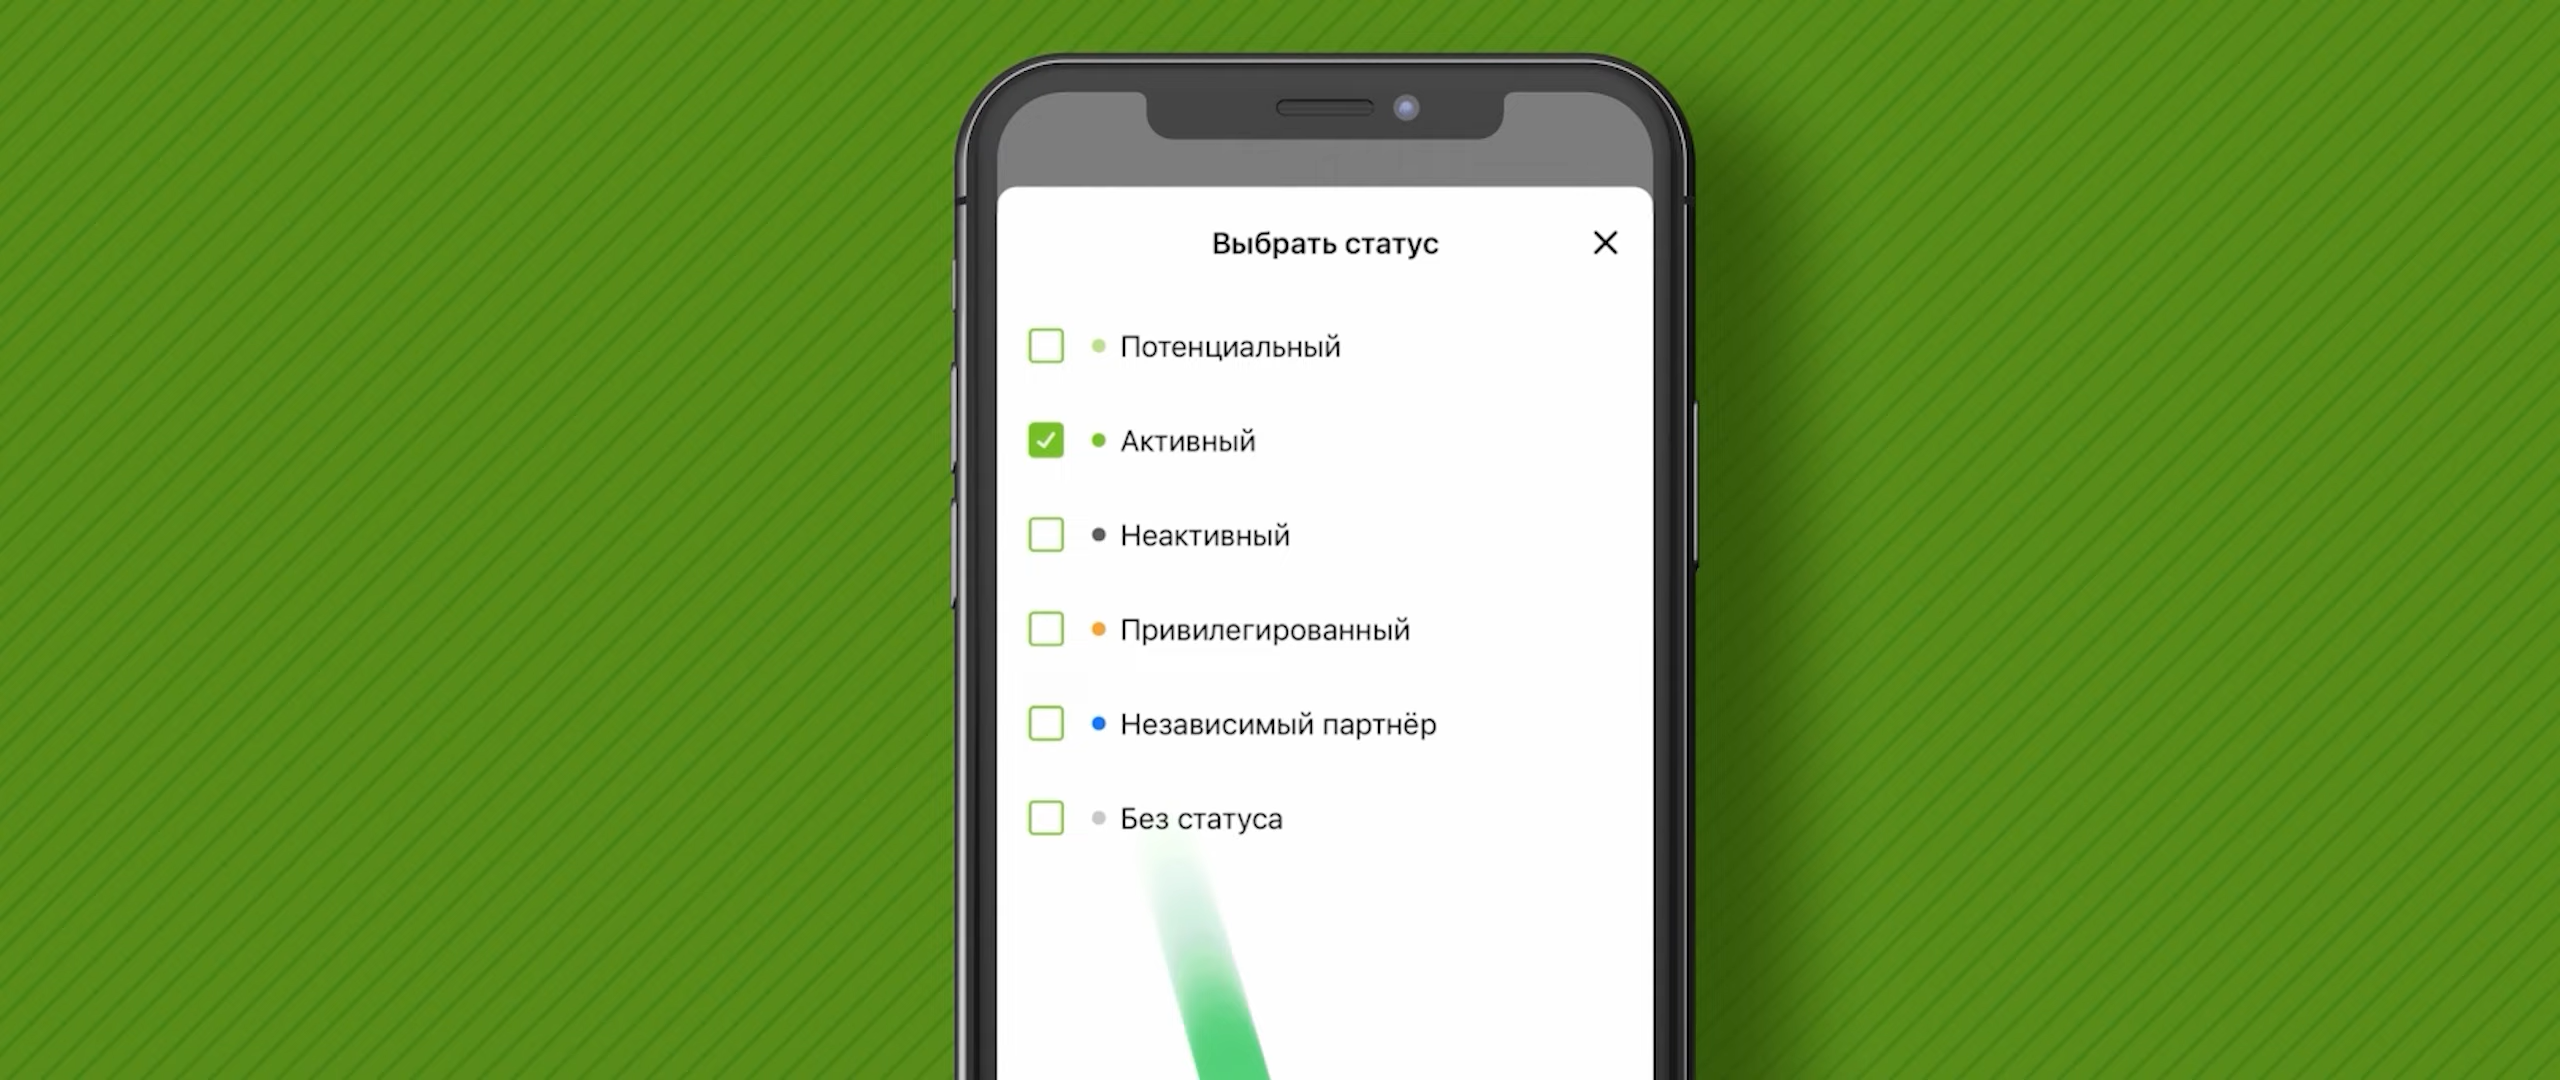 Выбрать статус
Потенциальный
Активный
Неактивный
Привилегированный
Независимый партнёр
Без статуса